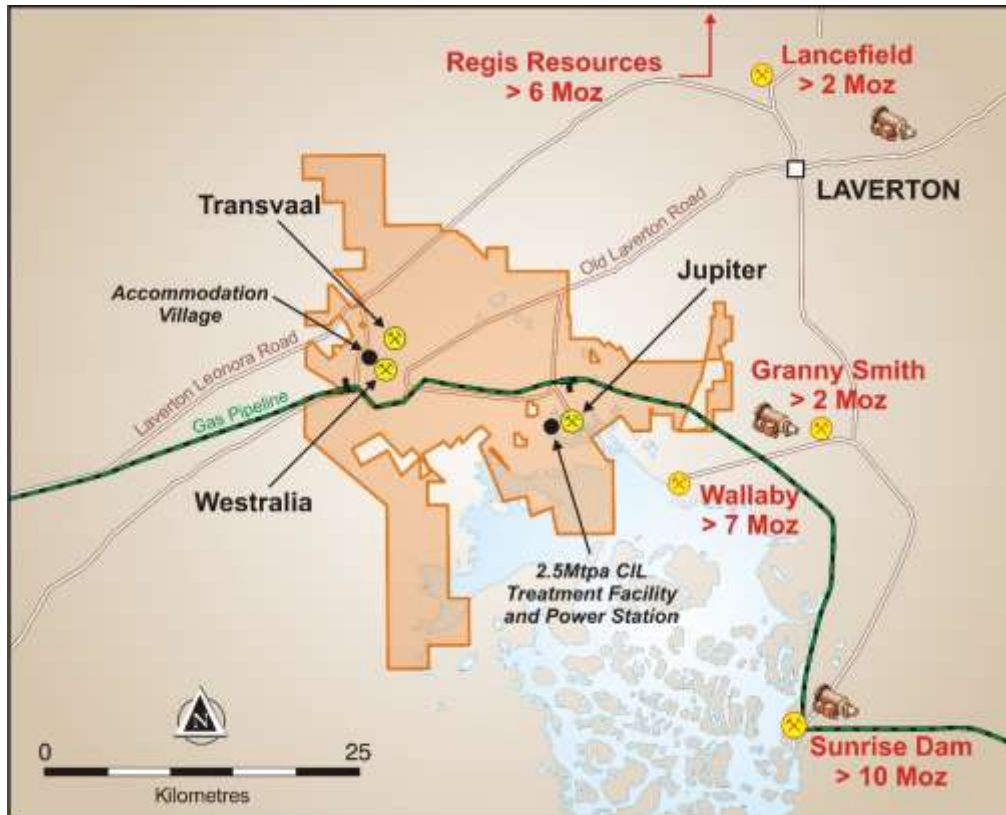 Regis Resources
> 6 Moz
Lancefield
> 2 Moz
LAVERTON
Transvaal
Old Laverton Road
Jupiter
Accommodation
Village
Laverton Leonora Road
Gas Pipeline
Granny Smith
> 2 Moz
Westralia
Wallaby
> 7 Moz
2.5Mtpa CIL
Treatment Facility
and Power Station
N
0 25
Kilometres
Sunrise Dam
> 10 Moz